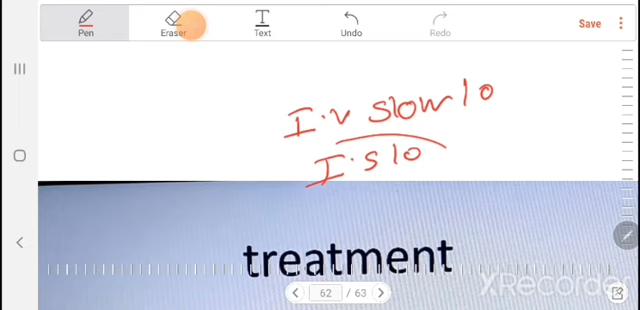 Pen
Eraser
Text
Undo
Redo
Save
I.v slow 10
I.s 10
treatment
62 / 63
XRecorder